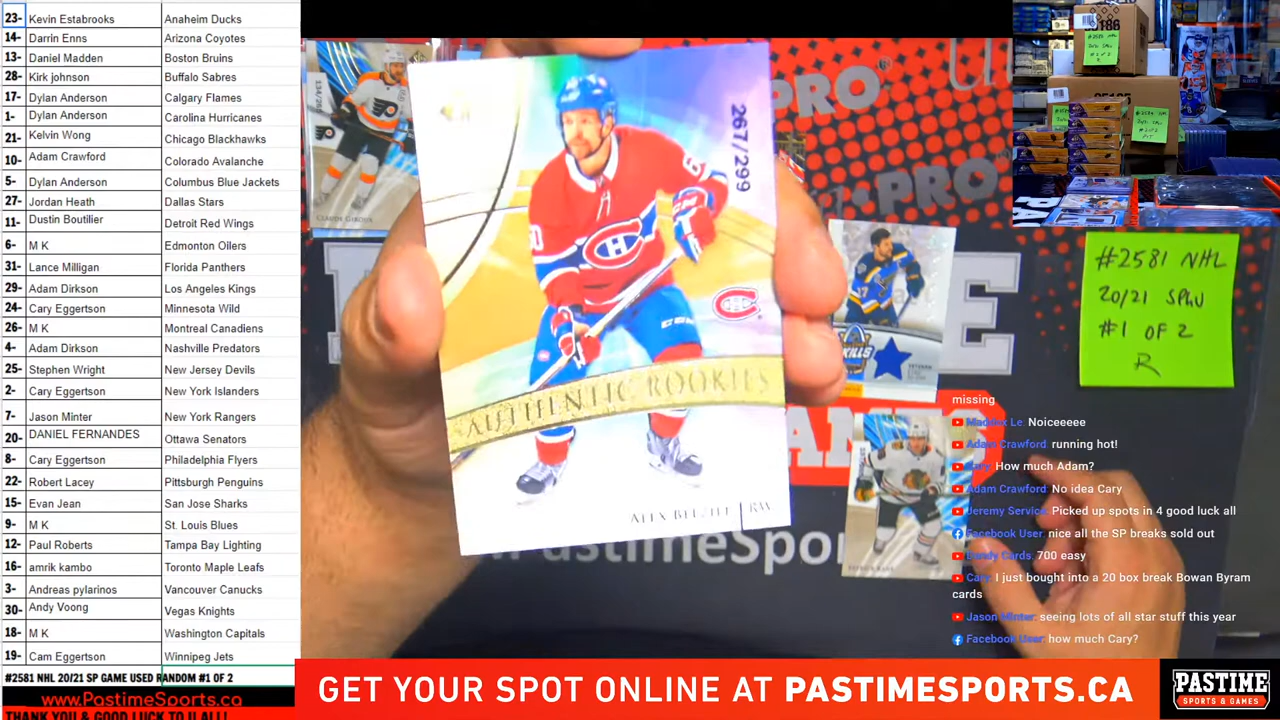 23- Kevin Estabrooks Anaheim Ducks
14- Darrin Enns Arizona Coyotes
13- Daniel Madden Boston Bruins
28- Kirk johnson Buffalo Sabres
17- Dylan Anderson Calgary Flames
1- Dylan Anderson Carolina Hurricanes
21- Kelvin Wong Chicago Blackhawks
10- Adam Crawford Colorado Avalanche
5- Dylan Anderson Columbus Blue Jackets
27- Jordan Heath Dallas Stars
11- Dustin Boutilier Detroit Red Wings
6- M K Edmonton Oilers
31- Lance Milligan Florida Panthers
29- Adam Dirkson Los Angeles Kings
24- Cary Eggertson Minnesota Wild
26- M K Montreal Canadiens
4- Adam Dirkson Nashville Predators
25- Stephen Wright New Jersey Devils
2- Cary Eggertson New York Islanders
7- Jason Minter New York Rangers
20- DANIEL FERNANDES Ottawa Senators
8- Cary Eggertson Philadelphia Flyers
22- Robert Lacey Pittsburgh Penguins
15- Evan Jean San Jose Sharks
9- M K St. Louis Blues
12- Paul Roberts Tampa Bay Lighting
16- amrik kambo Toronto Maple Leafs
3- Andreas pylarinos Vancouver Canucks
30- Andy Voong Vegas Knights
18- M K Washington Capitals
19- Cam Eggertson Winnipeg Jets
#2581 NHL 20/21 SP GAME USED RANDOM #1 OF 2
www.PastimeSports.ca
THANK YOU & GOOD LUCK TO U ALL!
267/299
AUTHENTIC ROOKIES
RW
CLAUDE GIROUX
PRO
PRO
SKILLS
PastimeSpor
#2581 NHL
20/21 SPGU
#1 OF 2
R
missing
Maddox Le: Noiceeeee
Adam Crawford: running hot!
Cary: How much Adam?
Adam Crawford: No idea Cary
Jeremy Service: Picked up spots in 4 good luck all
Facebook User: nice all the SP breaks sold out
700 easy
Cary: I just bought into a 20 box break Bowan Byram
cards
Jason Minter: seeing lots of all star stuff this year
Facebook User: how much Cary?
GET YOUR SPOT ONLINE AT PASTIMESPORTS.CA
PASTIME
SPORTS & GAMES